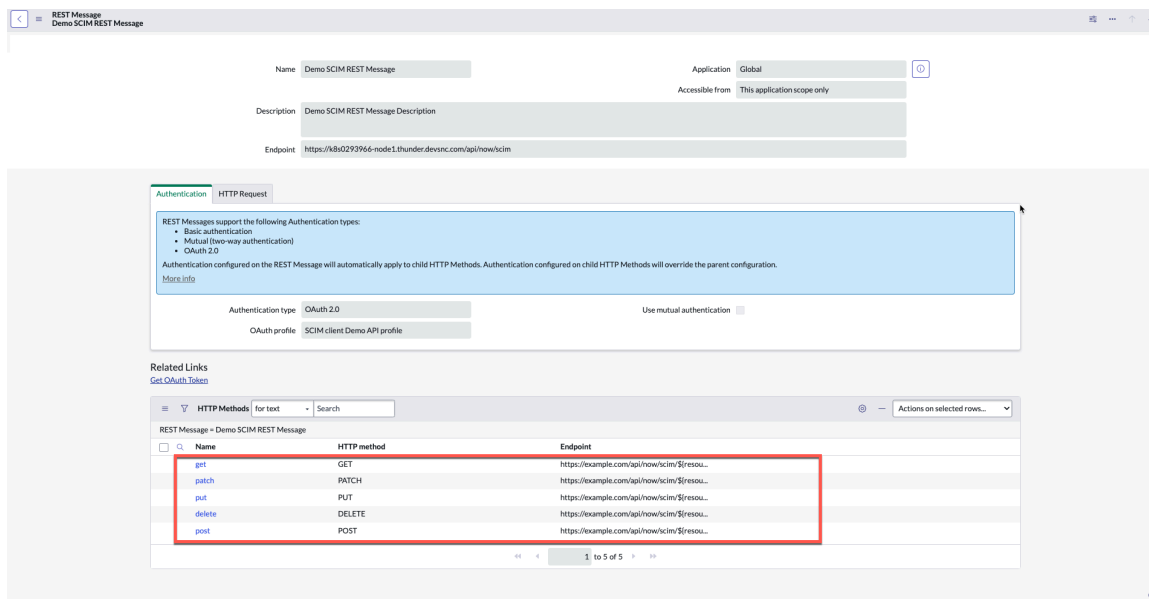 REST Message
Demo SCIM REST Message
Name Demo SCIM REST Message Application Global
Accessible from This application scope only
Description Demo SCIM REST Message Description
Endpoint https://k8s0293966-node1.thunder.devsnc.com/api/now/scim
Authentication HTTP Request
REST Messages support the following Authentication types:
• Basic authentication
• Mutual (two-way authentication)
• OAuth 2.0
Authentication configured on the REST Message will automatically apply to child HTTP Methods. Authentication configured on child HTTP Methods will override the parent configuration.
More info
Authentication type OAuth 2.0 Use mutual authentication
OAuth profile SCIM client Demo API profile
Related Links
Get OAuth Token
HTTP Methods for text Search Actions on selected rows...
REST Message = Demo SCIM REST Message
Name HTTP method Endpoint
get GET https://example.com/api/now/scim/${resou...
patch PATCH https://example.com/api/now/scim/${resou...
put PUT https://example.com/api/now/scim/${resou...
delete DELETE https://example.com/api/now/scim/${resou...
post POST https://example.com/api/now/scim/${resou...
1 to 5 of 5